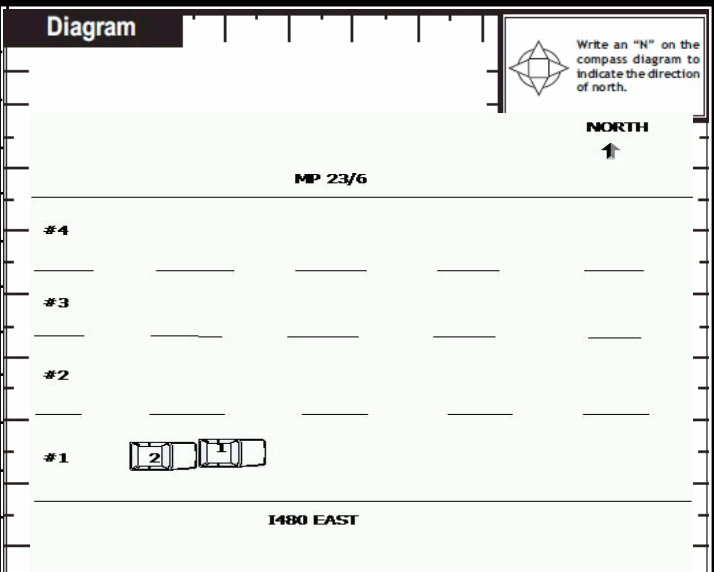 Diagram
Write an “N” on the
compass diagram to
indicate the direction
of north.
NORTH
MP 23/6
#4
#3
#2
#1
2
1
I480 EAST